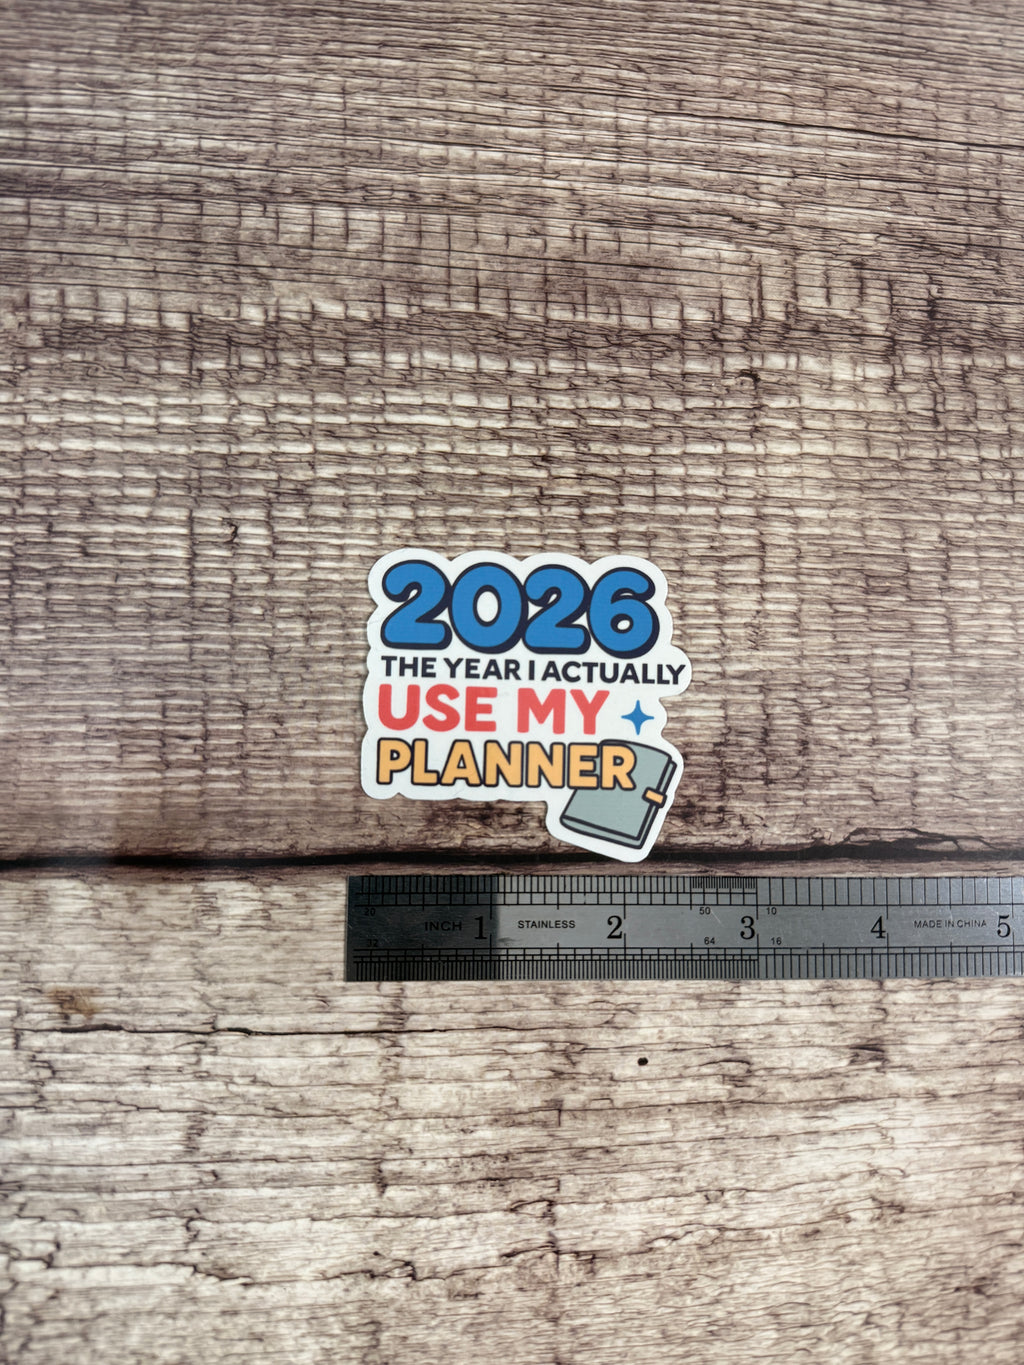 2026
THE YEAR I ACTUALLY
USE MY
PLANNER
20 INCH 1 STAINLESS 2 50 3 10 4 MADE IN CHINA 5
32 64 16